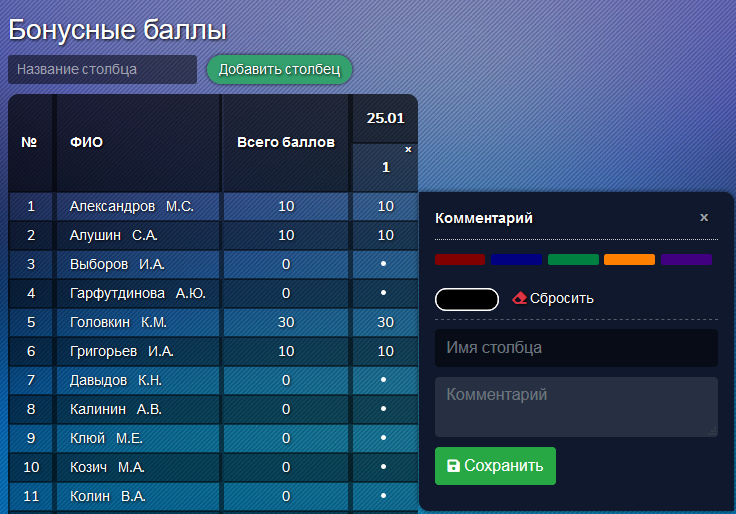 Бонусные баллы
Название столбца Добавить столбец
№ ФИО Всего баллов 25.01
×
1
1 Александров М.С. 10 10
2 Алушин С.А. 10 10
3 Выборов И.А. 0 •
4 Гарфутдинова А.Ю. 0 •
5 Головкин К.М. 30 30
6 Григорьев И.А. 10 10
7 Давыдов К.Н. 0 •
8 Калинин А.В. 0 •
9 Клюй М.Е. 0 •
10 Козич М.А. 0 •
11 Колин В.А. 0 •
Комментарий ×
Сбросить
Имя столбца
Комментарий
Сохранить